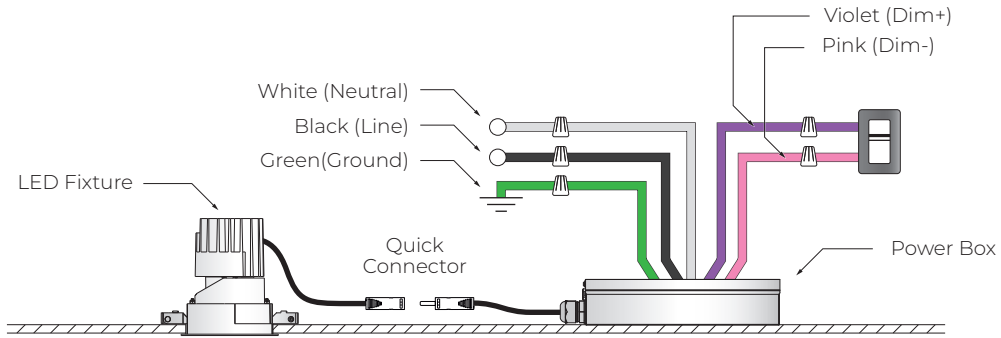 Violet (Dim+)
Pink (Dim-)
White (Neutral)
Black (Line)
Green(Ground)
LED Fixture
Quick
Connector
Power Box